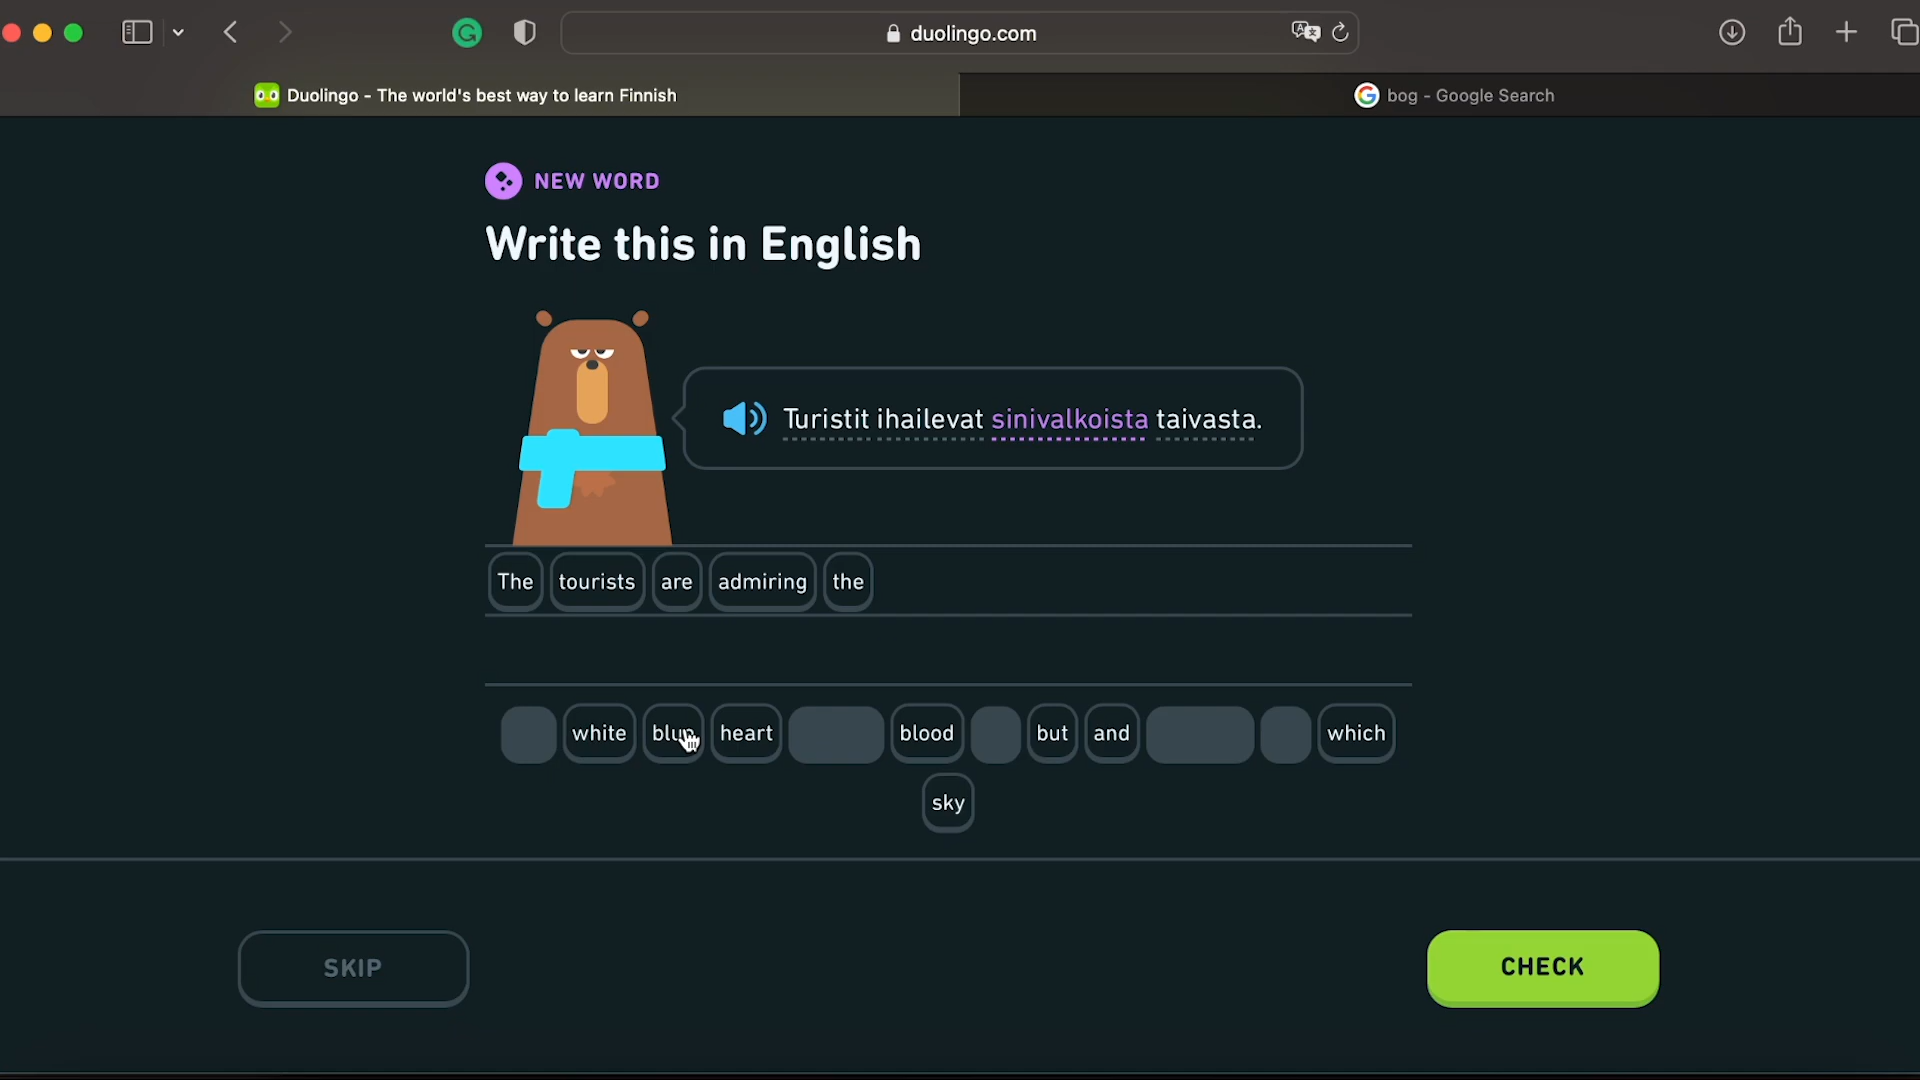 duolingo.com
Duolingo - The world's best way to learn Finnish
bog - Google Search
NEW WORD
Write this in English
Turistit ihailevat sinivalkoista taivasta.
The tourists are admiring the
white heart blood but and which
sky
SKIP
CHECK